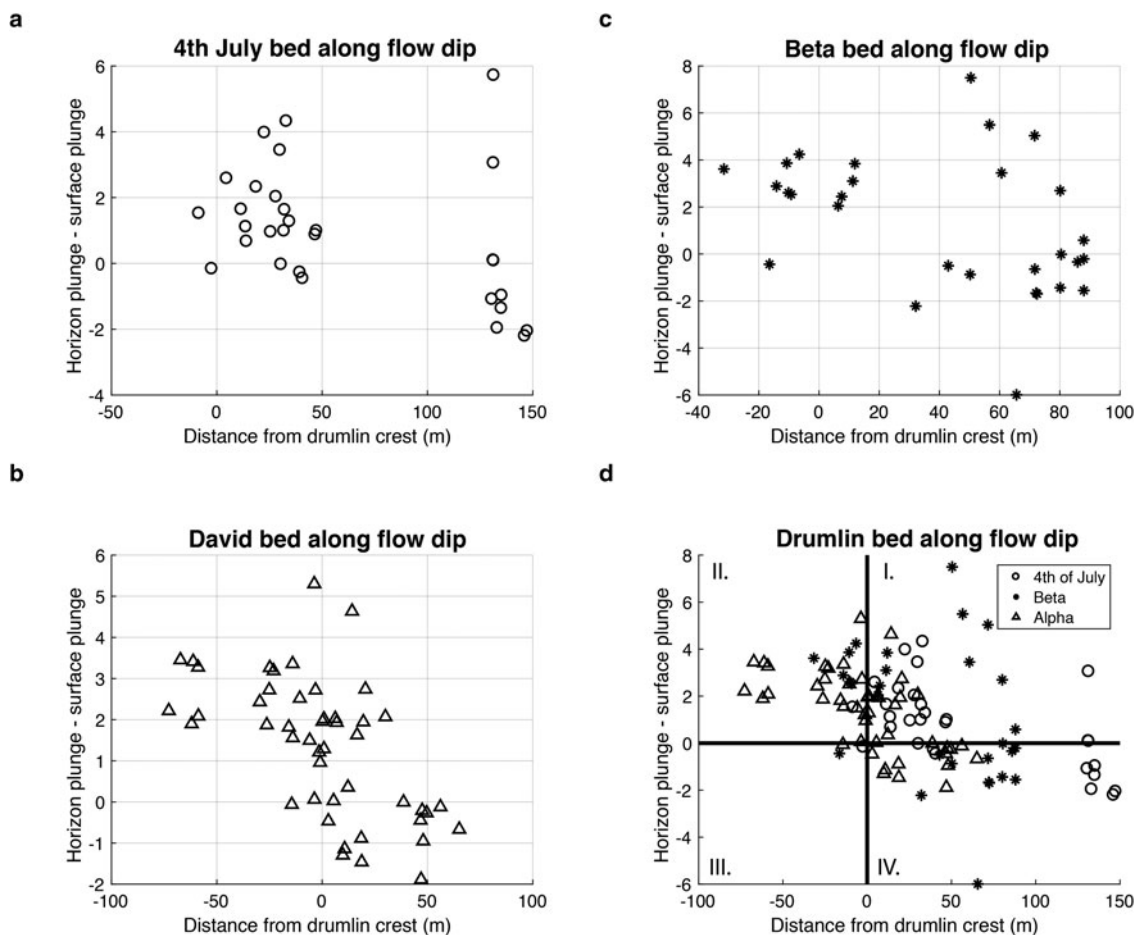 a
4th July bed along flow dip
Horizon plunge - surface plunge
6
4
2
0
-2
-4
-50
0
50
100
150
Distance from drumlin crest (m)
c
Beta bed along flow dip
Horizon plunge - surface plunge
8
6
4
2
0
-2
-4
-6
-40
-20
0
20
40
60
80
100
Distance from drumlin crest (m)
b
David bed along flow dip
Horizon plunge - surface plunge
6
5
4
3
2
1
0
-1
-2
-100
-50
0
50
100
Distance from drumlin crest (m)
d
Drumlin bed along flow dip
Horizon plunge - surface plunge
8
6
4
2
0
-2
-4
-6
II.
I.
4th of July
Beta
Alpha
III.
IV.
-100
-50
0
50
100
150
Distance from drumlin crest (m)